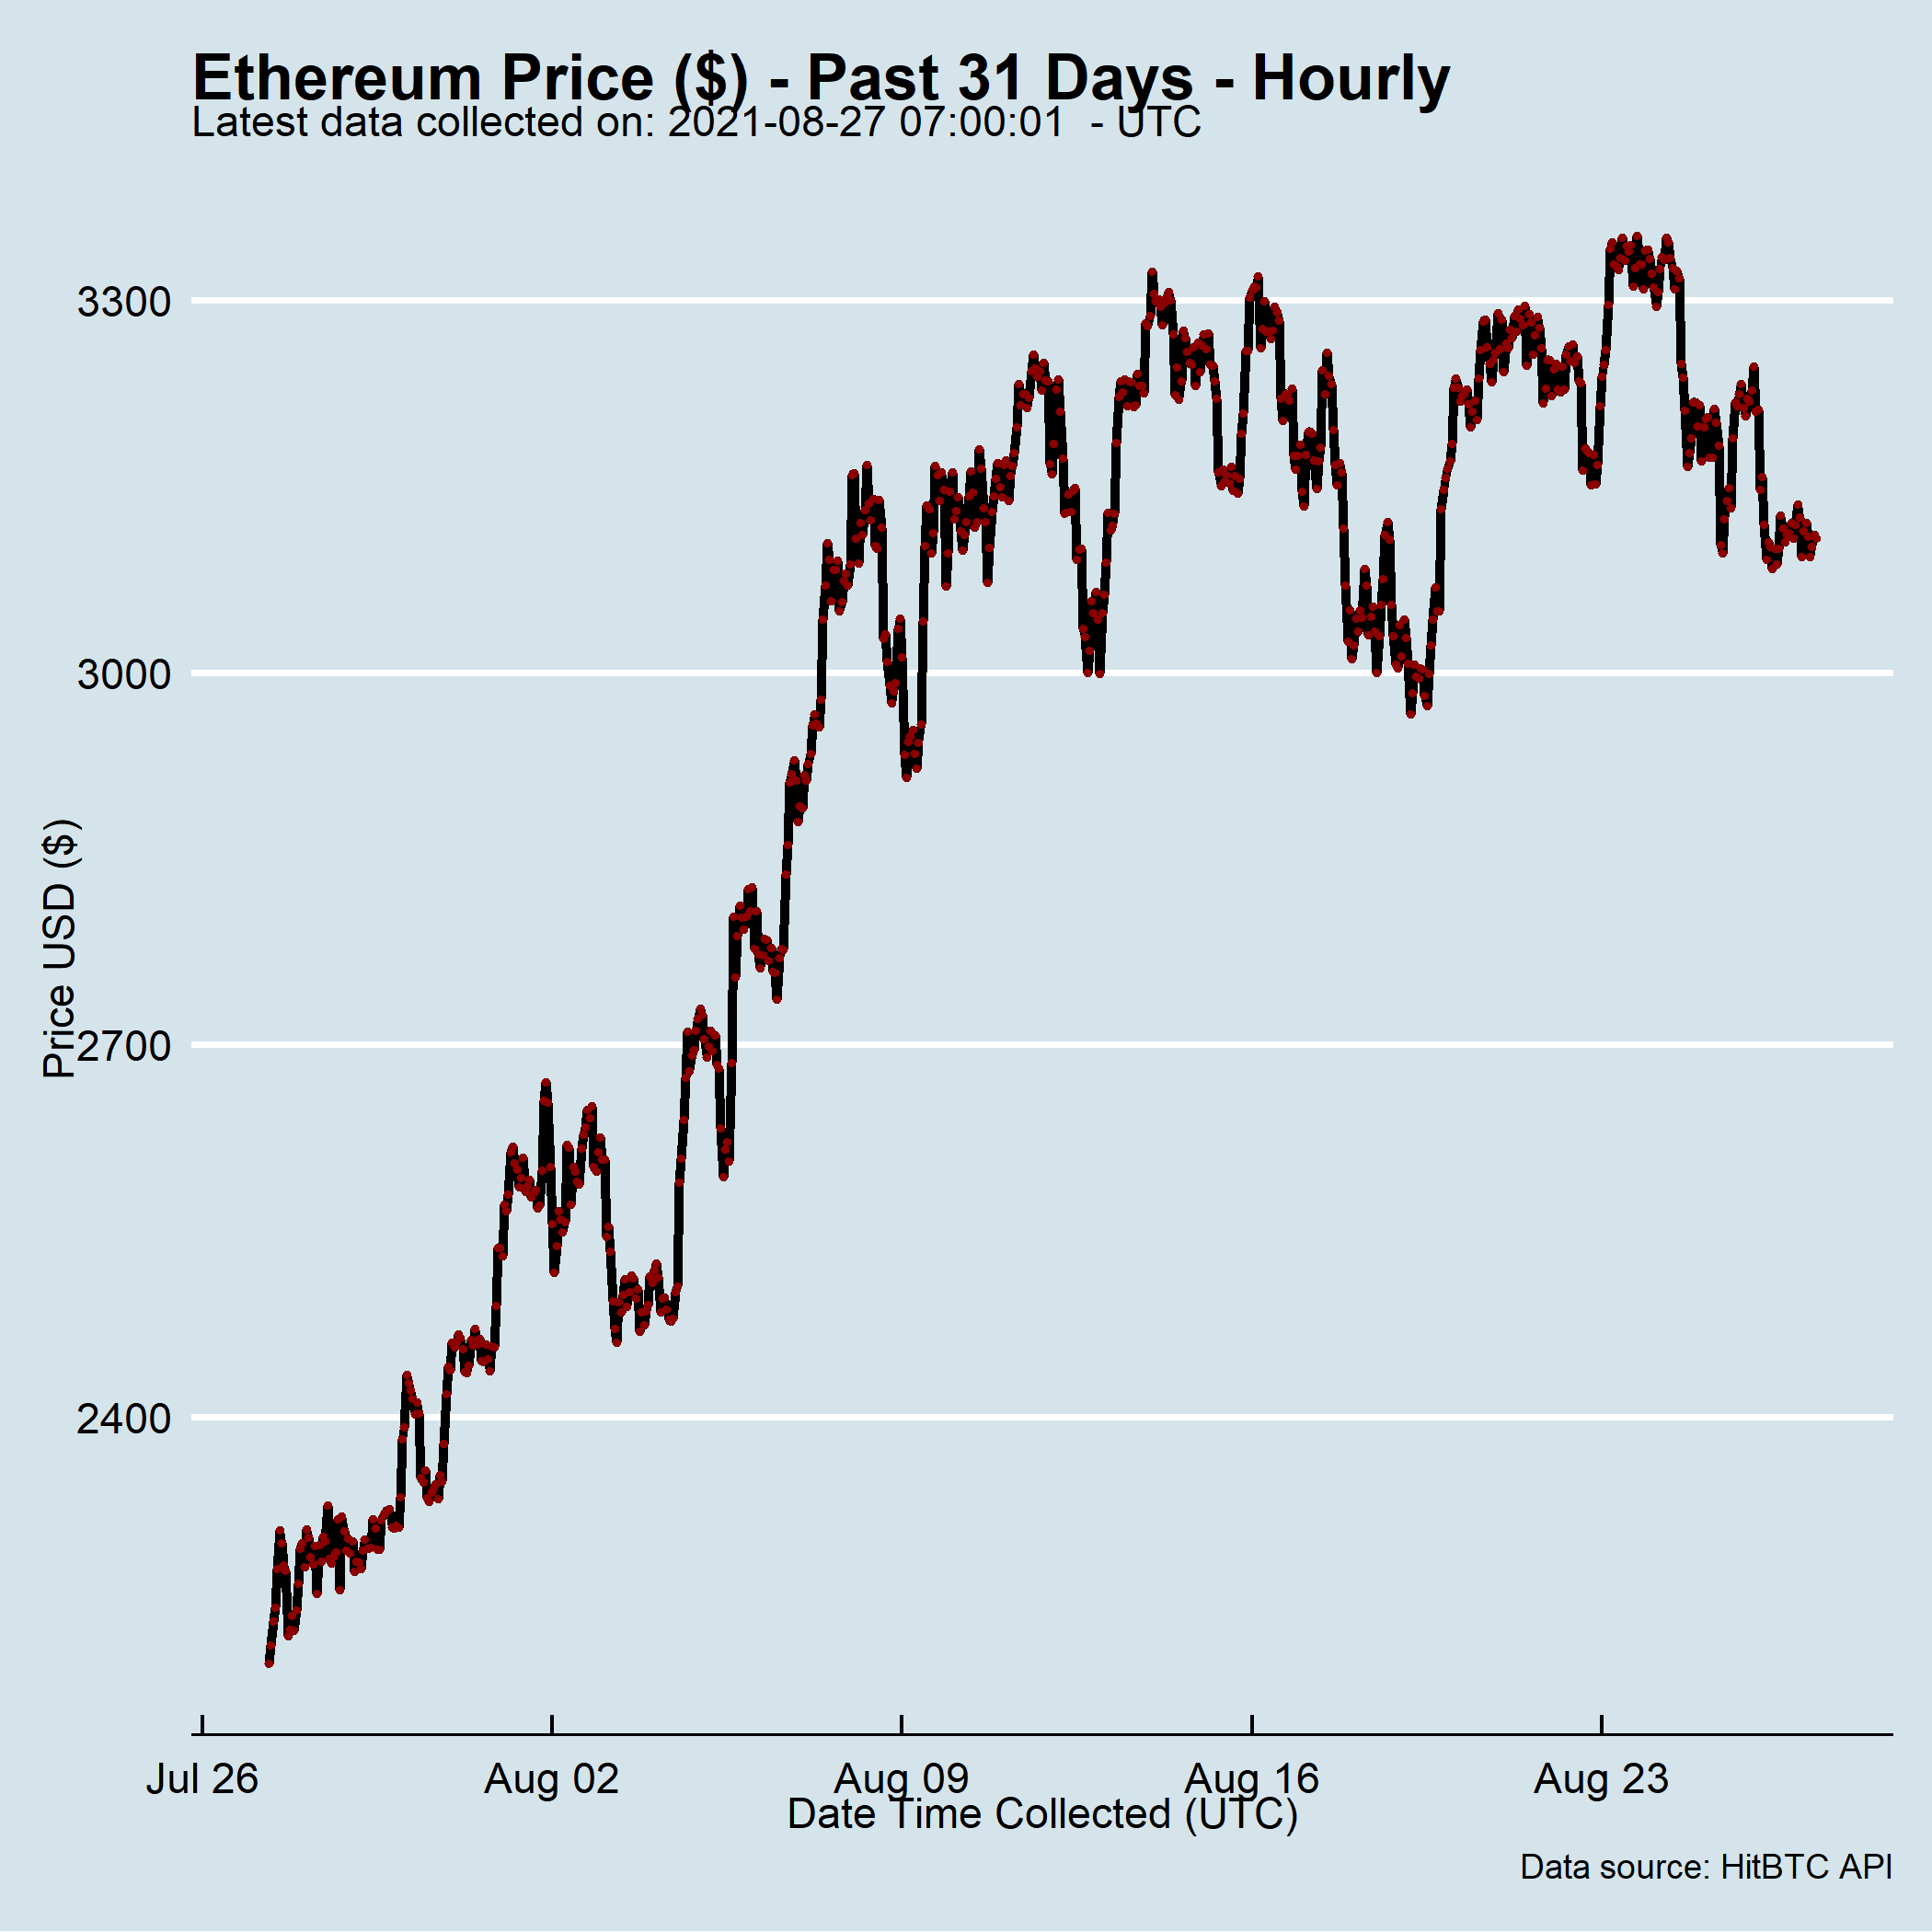 Ethereum Price ($) - Past 31 Days - Hourly
Latest data collected on: 2021-08-27 07:00:01  - UTC
3300
3000
2700
2400
Price USD ($)
Jul 26
Aug 02
Aug 09
Aug 16
Aug 23
Date Time Collected (UTC)
Data source: HitBTC API